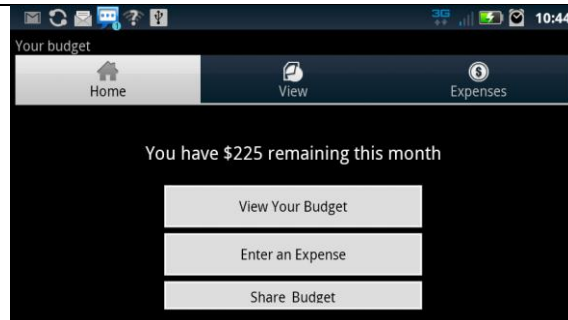 3G 10:44
Your budget
Home View Expenses
You have $225 remaining this month
View Your Budget
Enter an Expense
Share Budget